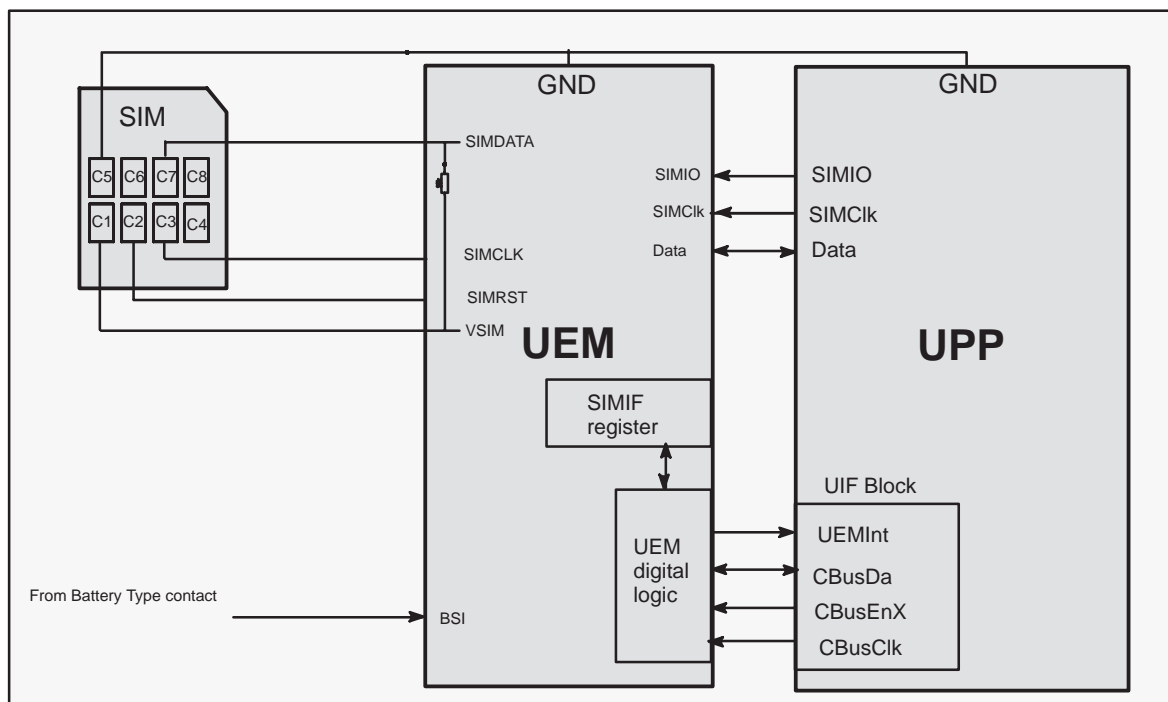 GND
GND
SIM
SIMDATA
C5 C6 C7 C8
SIMIO
SIMIO
C1 C2 C3 C4
SIMClk
SIMClk
SIMCLK
Data
Data
SIMRST
VSIM
UEM
UPP
SIMIF
register
UIF Block
UEM
digital
logic
UEMInt
CBusDa
CBusEnX
CBusClk
From Battery Type contact
BSI